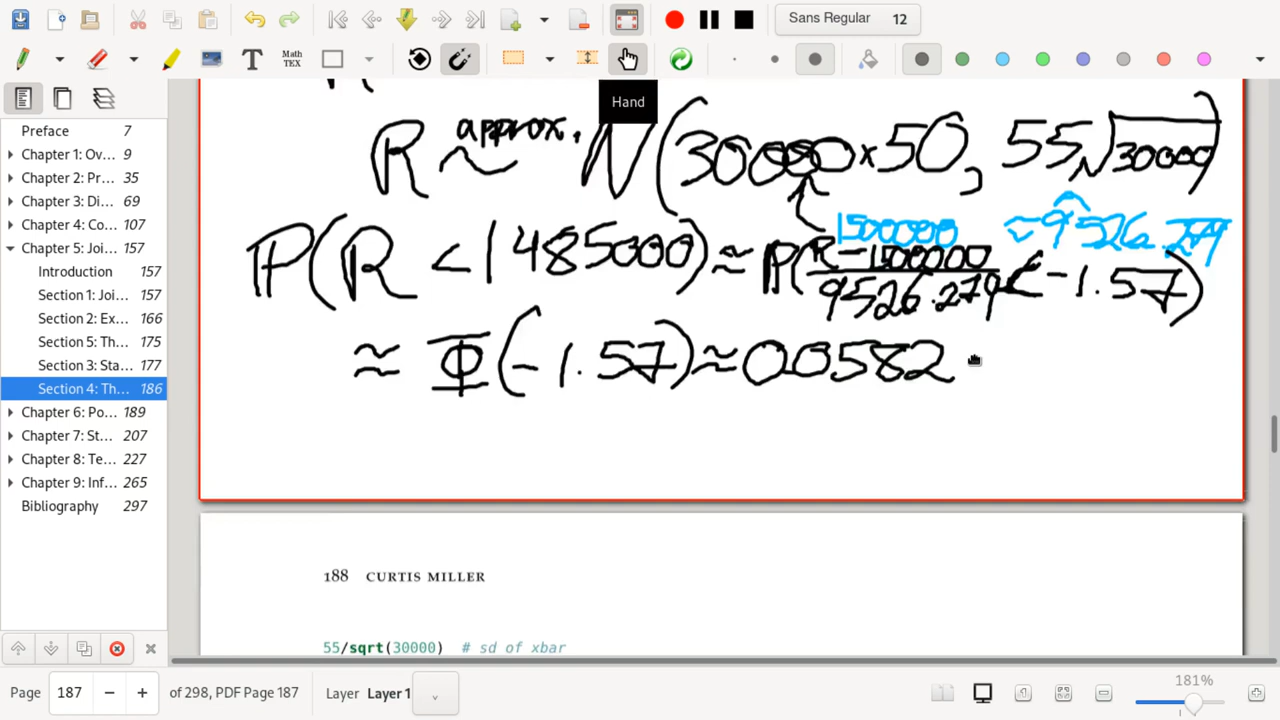 Sans Regular 12
T Math TEX
Hand
Preface 7
Chapter 1: Ov... 9
Chapter 2: Pr... 35
Chapter 3: Di... 69
Chapter 4: Co... 107
Chapter 5: Joi... 157
Introduction 157
Section 1: Joi... 157
Section 2: Ex... 166
Section 5: Th... 175
Section 3: Sta... 177
Section 4: Th... 186
Chapter 6: Po... 189
Chapter 7: St... 207
Chapter 8: Te... 227
Chapter 9: Inf... 265
Bibliography 297
R approx. ~ N(30000×50, 55√30000)
1500000 ≈9526.279
P(R < 1485000) ≈ P(R-1500000/9526.279 < -1.57)
≈ Φ(-1.57) ≈ 0.0582
188 CURTIS MILLER
55/sqrt(30000) # sd of xbar
Page 187 of 298, PDF Page 187 Layer Layer 1
181%